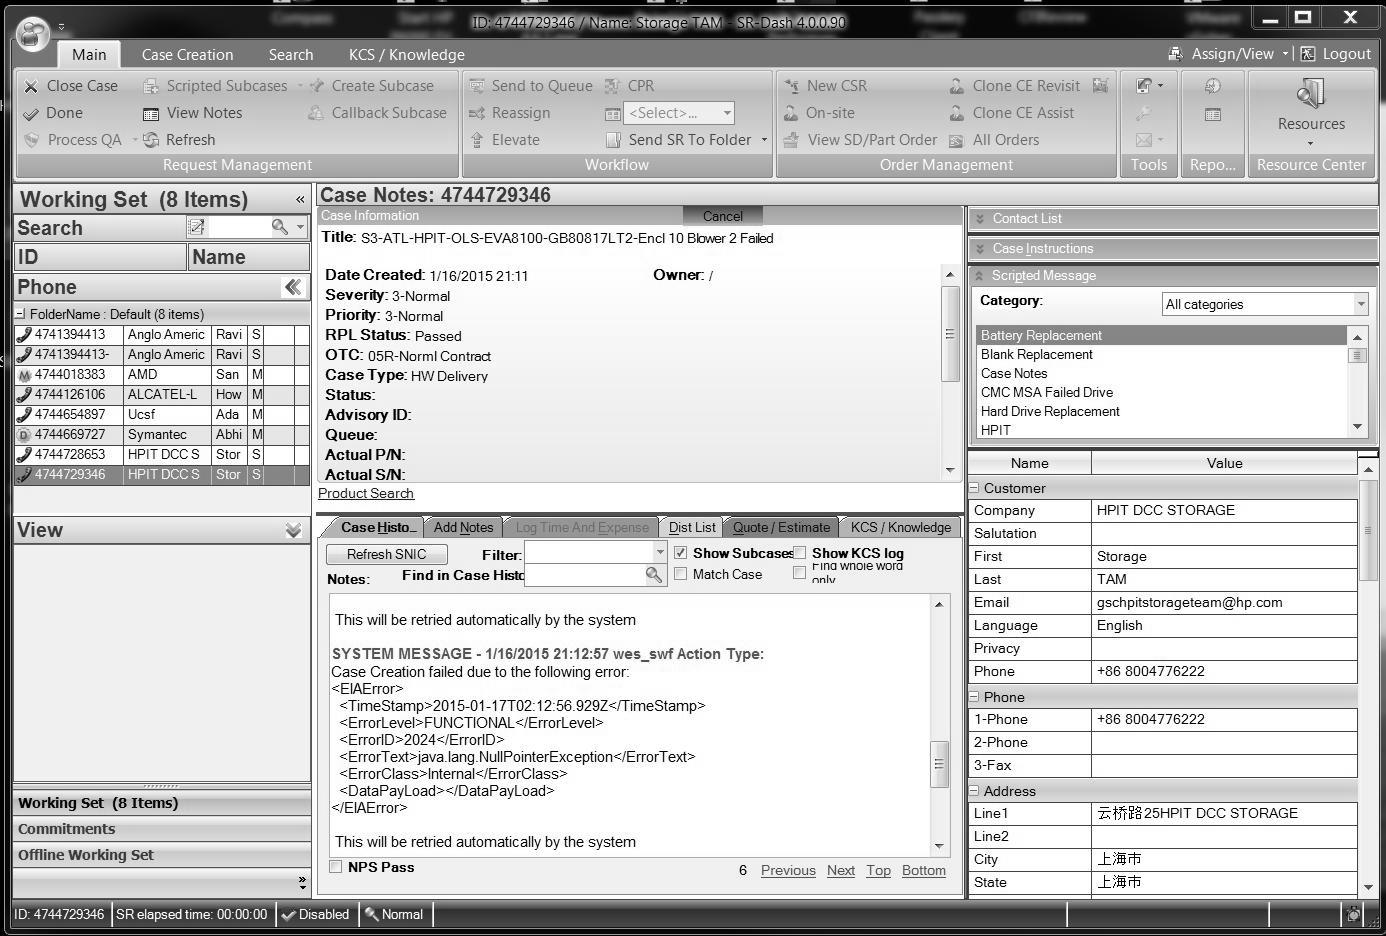 ID: 4744729346 / Name: Storage TAM - SR-Dash 4.0.0.90
Main Case Creation Search KCS / Knowledge Assign/View Logout
Close Case Scripted Subcases Create Subcase Send to Queue CPR New CSR Clone CE Revisit
Done View Notes Callback Subcase Reassign <Select>... On-site Clone CE Assist Resources
Process QA Refresh Elevate Send SR To Folder View SD/Part Order All Orders
Request Management Workflow Order Management Tools Repo... Resource Center
Working Set (8 Items) «
Search
ID Name
Phone
FolderName : Default (8 items)
4741394413 Anglo Americ Ravi S
4741394413- Anglo Americ Ravi S
4744018383 AMD San M
4744126106 ALCATEL-L How M
4744654897 Ucsf Ada M
4744669727 Symantec Abhi M
4744728653 HPIT DCC S Stor S
4744729346 HPIT DCC S Stor S
View
Working Set (8 Items)
Commitments
Offline Working Set
Case Notes: 4744729346
Case Information Cancel
Title: S3-ATL-HPIT-OLS-EVA8100-GB80817LT2-Encl 10 Blower 2 Failed
Date Created: 1/16/2015 21:11 Owner: /
Severity: 3-Normal
Priority: 3-Normal
RPL Status: Passed
OTC: 05R-Norml Contract
Case Type: HW Delivery
Status:
Advisory ID:
Queue:
Actual P/N:
Actual S/N:
Product Search
Case Histo... Add Notes Log Time And Expense Dist List Quote / Estimate KCS / Knowledge
Refresh SNIC Filter: Show Subcases Show KCS log
Notes: Find in Case Histo Match Case Find whole word only
This will be retried automatically by the system
SYSTEM MESSAGE - 1/16/2015 21:12:57 wes_swf Action Type:
Case Creation failed due to the following error:
<EIAError>
<TimeStamp>2015-01-17T02:12:56.929Z</TimeStamp>
<ErrorLevel>FUNCTIONAL</ErrorLevel>
<ErrorID>2024</ErrorID>
<ErrorText>java.lang.NullPointerException</ErrorText>
<ErrorClass>Internal</ErrorClass>
<DataPayLoad></DataPayLoad>
</EIAError>
This will be retried automatically by the system
NPS Pass 6 Previous Next Top Bottom
Contact List
Case Instructions
Scripted Message
Category: All categories
Battery Replacement
Blank Replacement
Case Notes
CMC MSA Failed Drive
Hard Drive Replacement
HPIT
Name Value
Customer
Company HPIT DCC STORAGE
Salutation
First Storage
Last TAM
Email gschpitstorageteam@hp.com
Language English
Privacy
Phone +86 8004776222
Phone
1-Phone +86 8004776222
2-Phone
3-Fax
Address
Line1 云桥路25HPIT DCC STORAGE
Line2
City 上海市
State 上海市
ID: 4744729346 SR elapsed time: 00:00:00 Disabled Normal